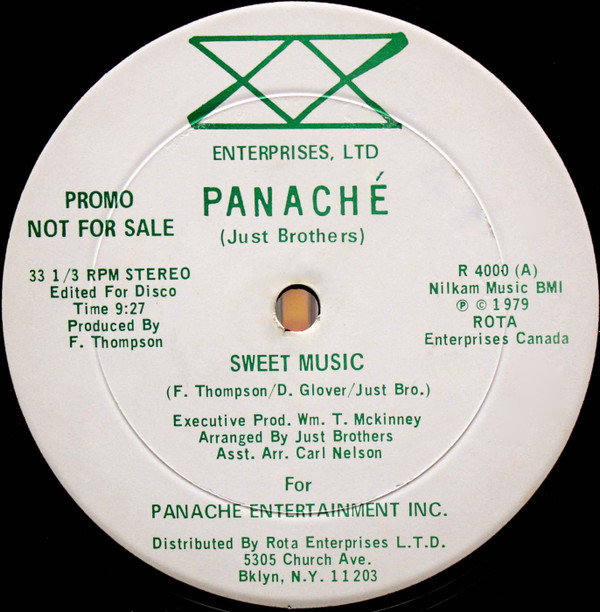 ENTERPRISES, LTD
PANACHÉ
(Just Brothers)
PROMO
NOT FOR SALE
33 1/3 RPM STEREO
Edited For Disco
Time 9:27
Produced By
F. Thompson
R 4000 (A)
Nilkam Music BMI
℗ © 1979
ROTA
Enterprises Canada
SWEET MUSIC
(F. Thompson/D. Glover/Just Bro.)
Executive Prod. Wm. T. Mckinney
Arranged By Just Brothers
Asst. Arr. Carl Nelson
For
PANACHE ENTERTAINMENT INC.
Distributed By Rota Enterprises L.T.D.
5305 Church Ave.
Bklyn, N.Y. 11203